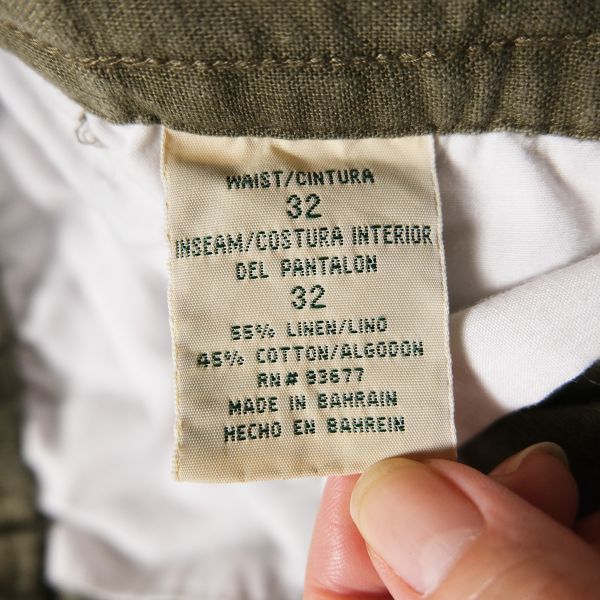 WAIST/CINTURA
32
INSEAM/COSTURA INTERIOR
DEL PANTALON
32
55% LINEN/LINO
45% COTTON/ALGODON
RN# 93677
MADE IN BAHRAIN
HECHO EN BAHREIN